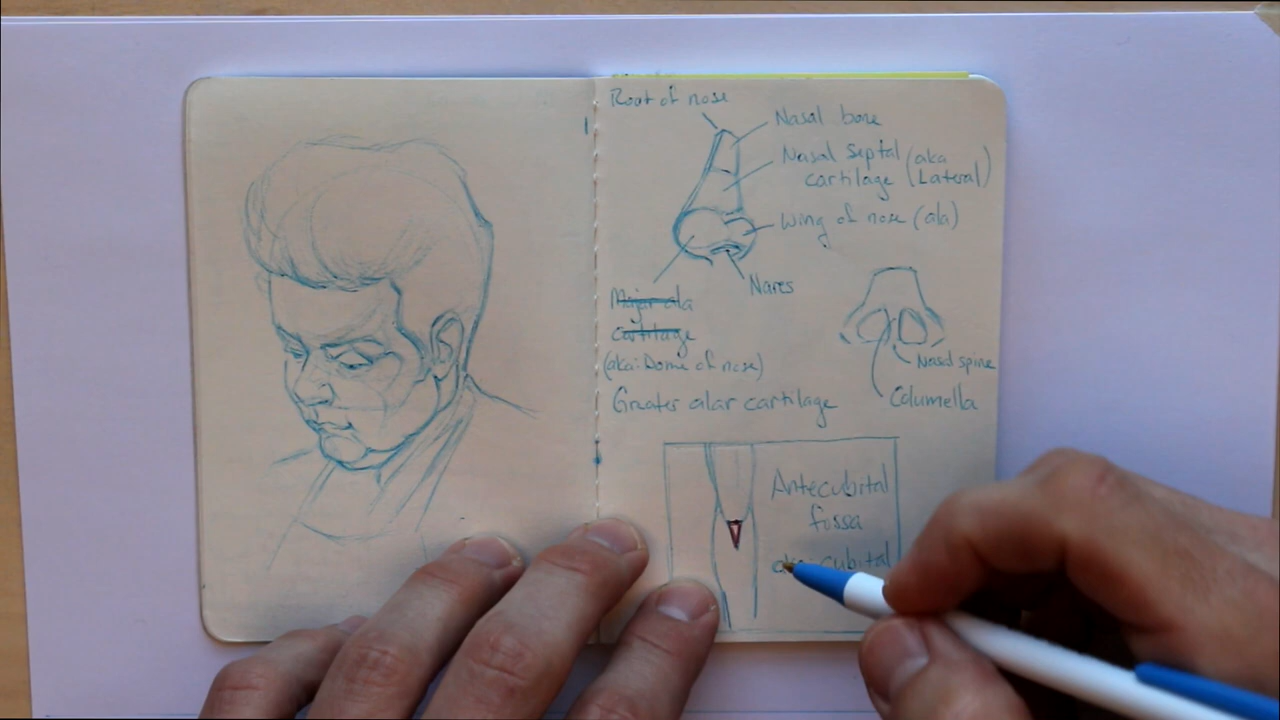 Root of nose
Nasal bone
Nasal Septal (aka
cartilage Lateral)
Wing of nose (ala)
Nares
Major ala
Cartilage
(aka: Dome of nose)
Greater alar cartilage
Nasal spine
Columella
Antecubital
fossa
aka: cubital